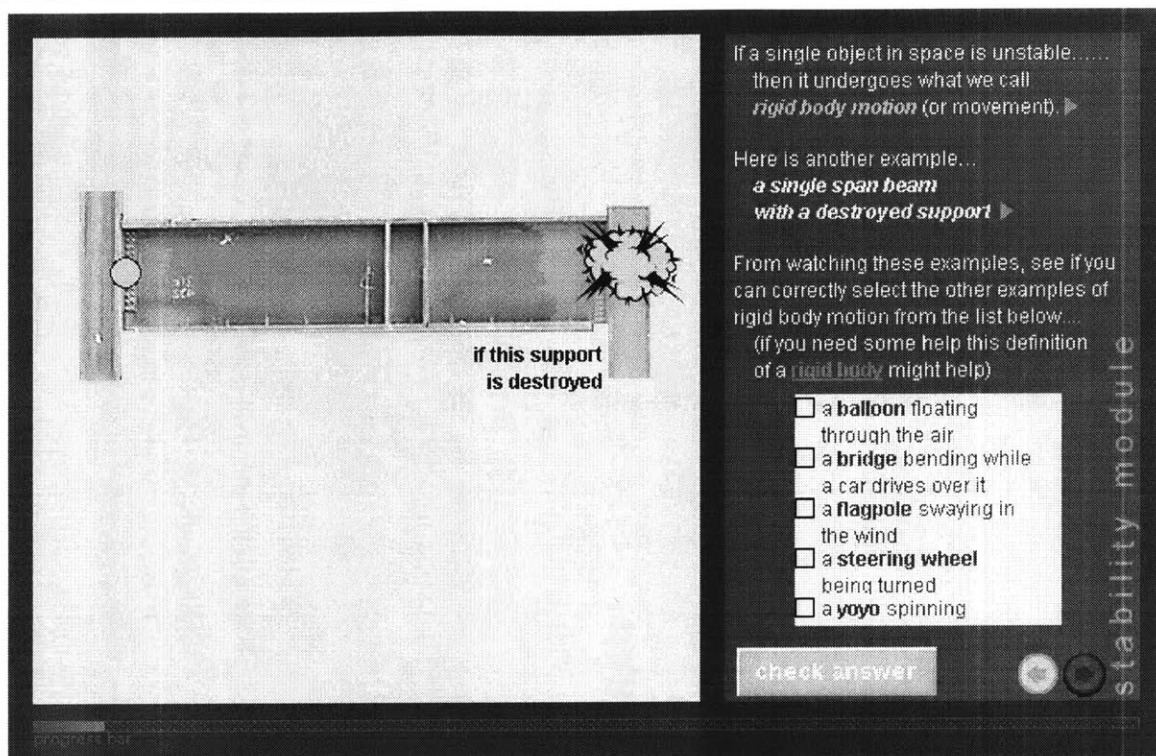 If a single object in space is unstable......
then it undergoes what we call
rigid body motion (or movement).
Here is another example...
a single span beam
with a destroyed support
From watching these examples, see if you
can correctly select the other examples of
rigid body motion from the list below....
(if you need some help this definition
of a rigid body might help)
a balloon floating
through the air
a bridge bending while
a car drives over it
a flagpole swaying in
the wind
a steering wheel
being turned
a yoyo spinning
check answer
stability module
if this support
is destroyed
progress bar